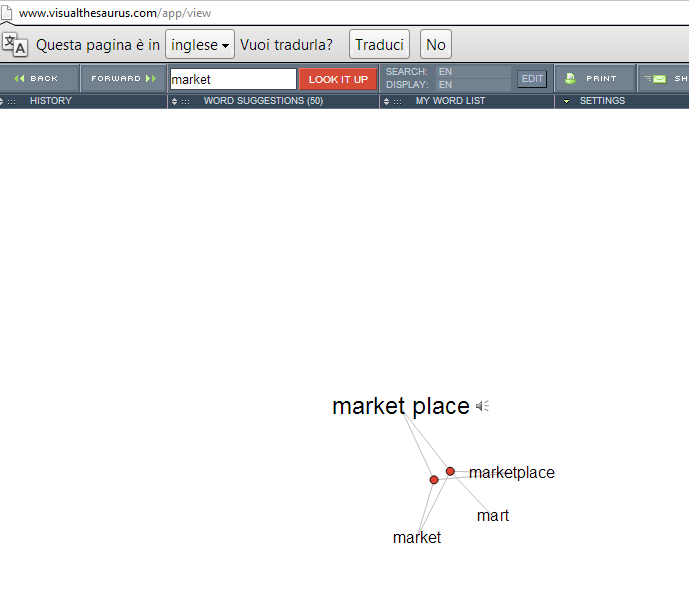 www.visualthesaurus.com/app/view
Questa pagina è in inglese Vuoi tradurla? Traduci No
BACK FORWARD market LOOK IT UP SEARCH: EN EDIT PRINT SH
DISPLAY: EN
HISTORY WORD SUGGESTIONS (50) MY WORD LIST SETTINGS
market place
marketplace
mart
market